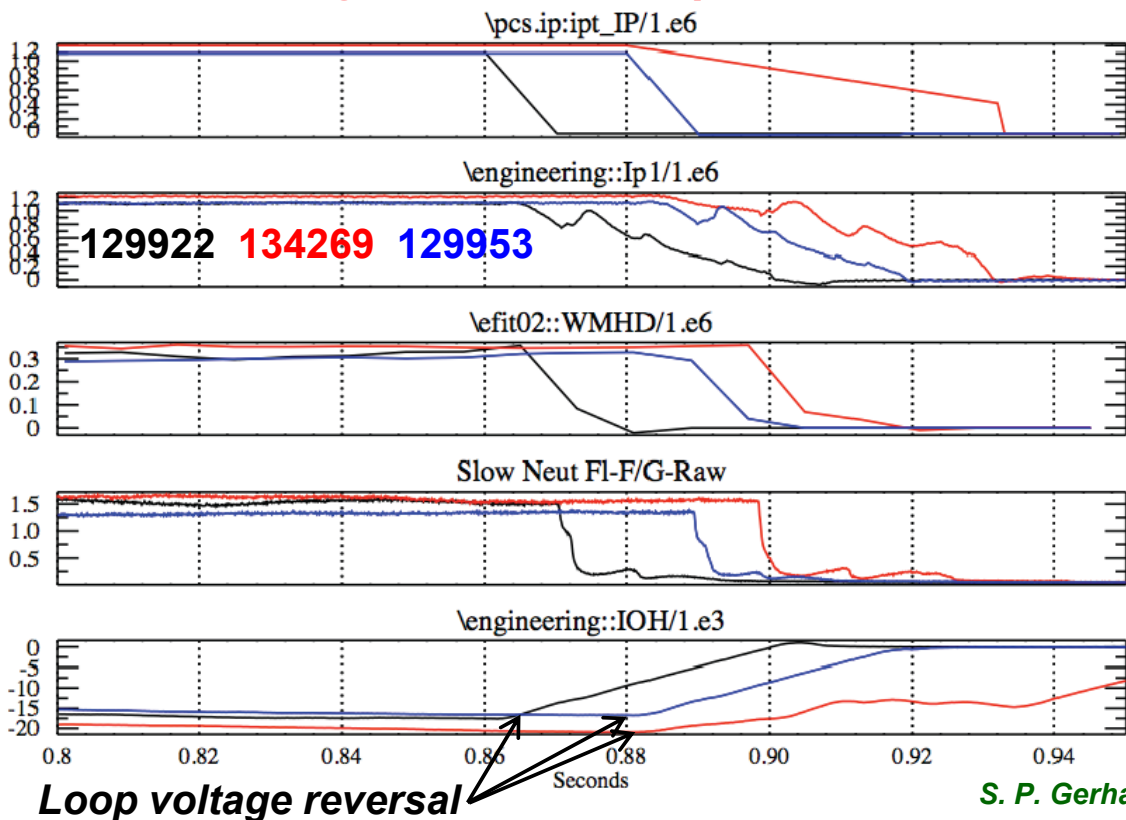 \pcs.ip:ipt_IP/1.e6
1.2
1.0
0.8
0.6
0.4
0.2
0
\engineering::Ip1/1.e6
1.2
1.0
0.8
0.6
0.4
0.2
0
129922 134269 129953
\efit02::WMHD/1.e6
0.3
0.2
0.1
0
Slow Neut Fl-F/G-Raw
1.5
1.0
0.5
\engineering::IOH/1.e3
0
-5
-10
-15
-20
0.8 0.82 0.84 0.86 0.88 0.90 0.92 0.94
Seconds
Loop voltage reversal
S. P. Gerha